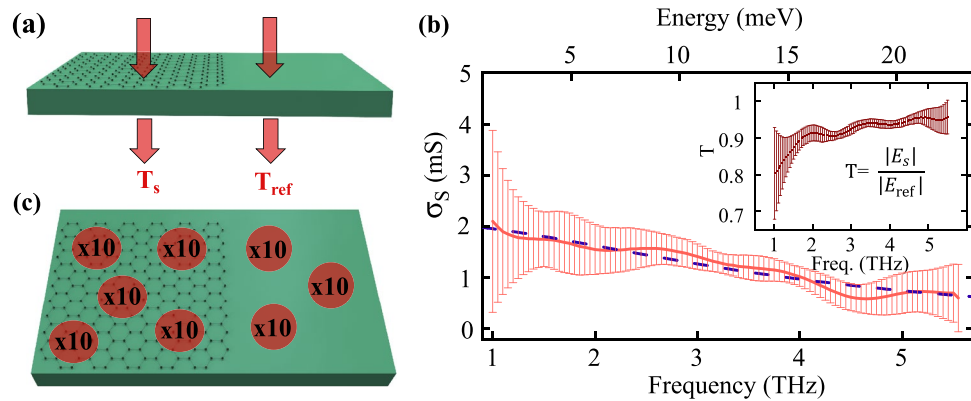 (a)
T_s
T_ref
(c)
x10
x10
x10
x10
x10
x10
x10
x10
(b)
Energy (meV)
5
10
15
20
5
4
3
2
1
0
σ_S (mS)
1
2
3
4
5
Frequency (THz)
1
0.9
0.8
0.7
T
T= |E_s| / |E_ref|
1
2
3
4
5
Freq. (THz)